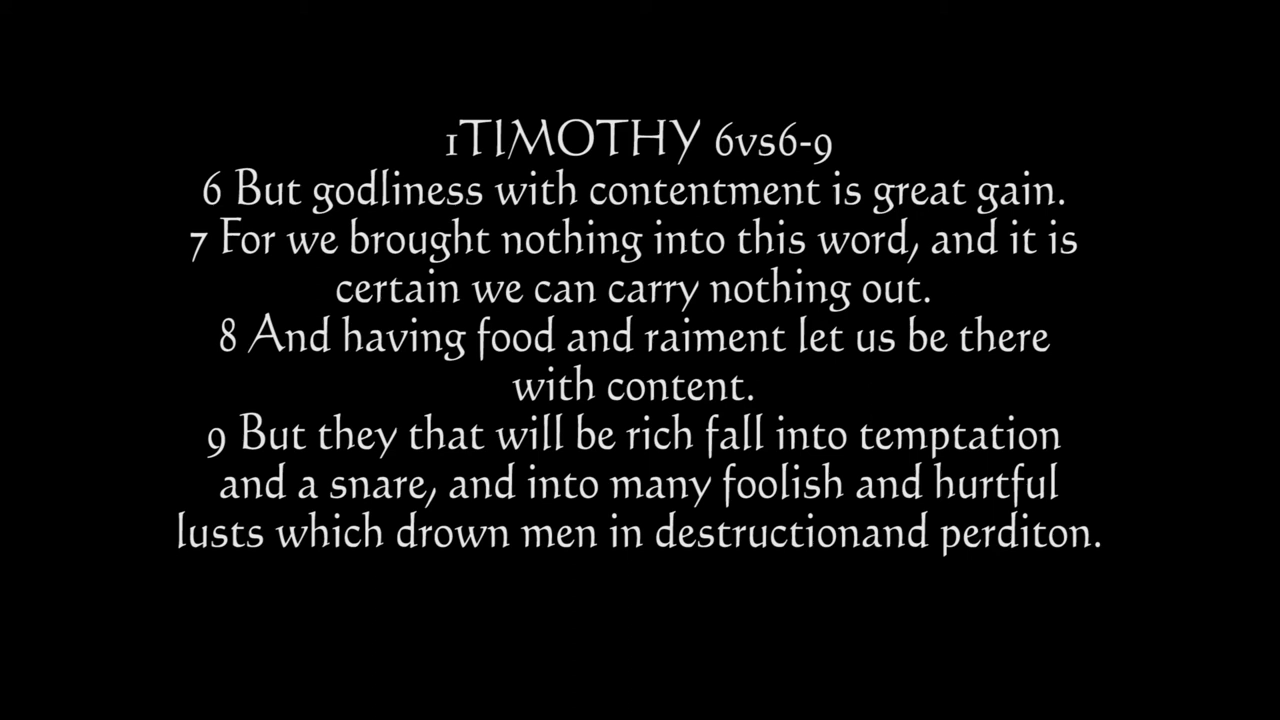 1TIMOTHY 6vs6-9
6 But godliness with contentment is great gain.
7 For we brought nothing into this word, and it is
certain we can carry nothing out.
8 And having food and raiment let us be there
with content.
9 But they that will be rich fall into temptation
and a snare, and into many foolish and hurtful
lusts which drown men in destructionand perditon.